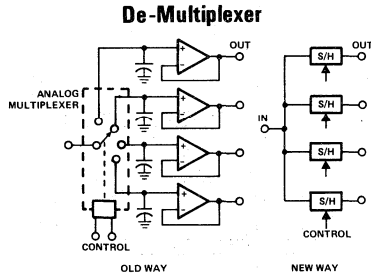 De-Multiplexer
OUT
ANALOG
MULTIPLEXER
+
-
+
-
+
-
+
-
CONTROL
OLD WAY
OUT
S/H
S/H
IN
S/H
S/H
CONTROL
NEW WAY